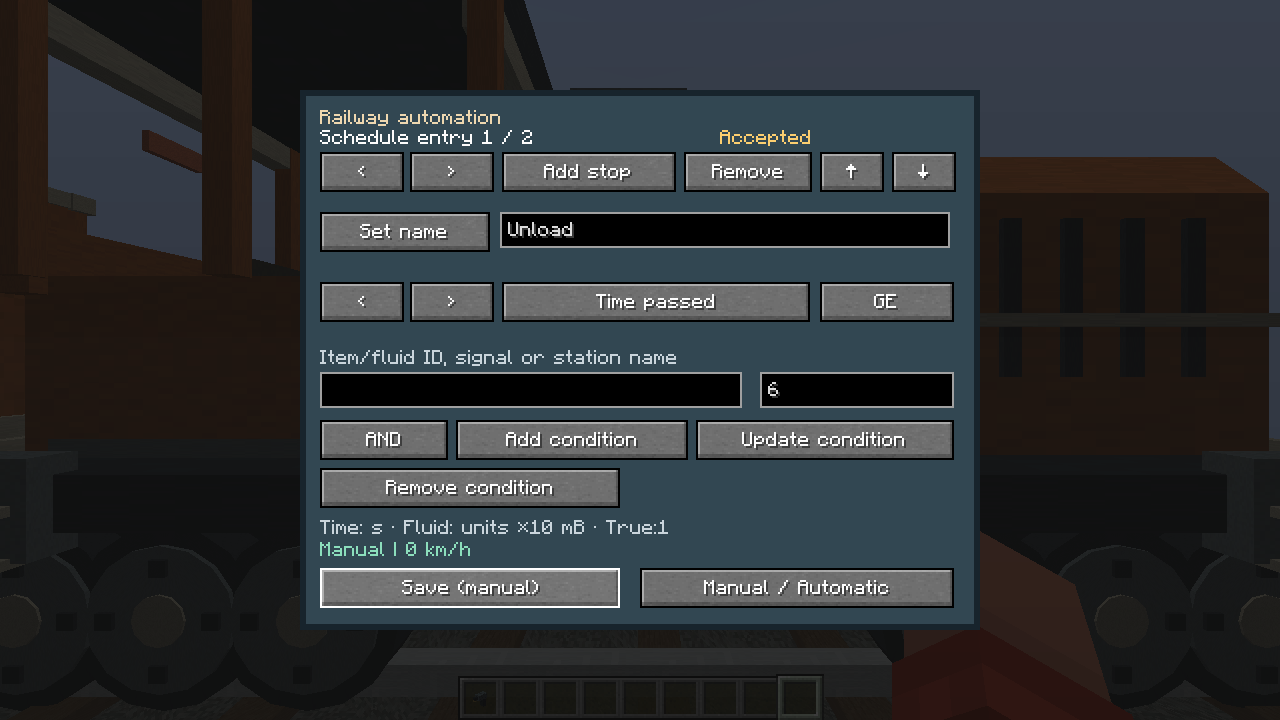 Railway automation
Schedule entry 1 / 2 Accepted
< > Add stop Remove ↑ ↓
Set name Unload
< > Time passed GE
Item/fluid ID, signal or station name
6
AND Add condition Update condition
Remove condition
Time: s · Fluid: units ×10 mB · True:1
Manual | 0 km/h
Save (manual) Manual / Automatic